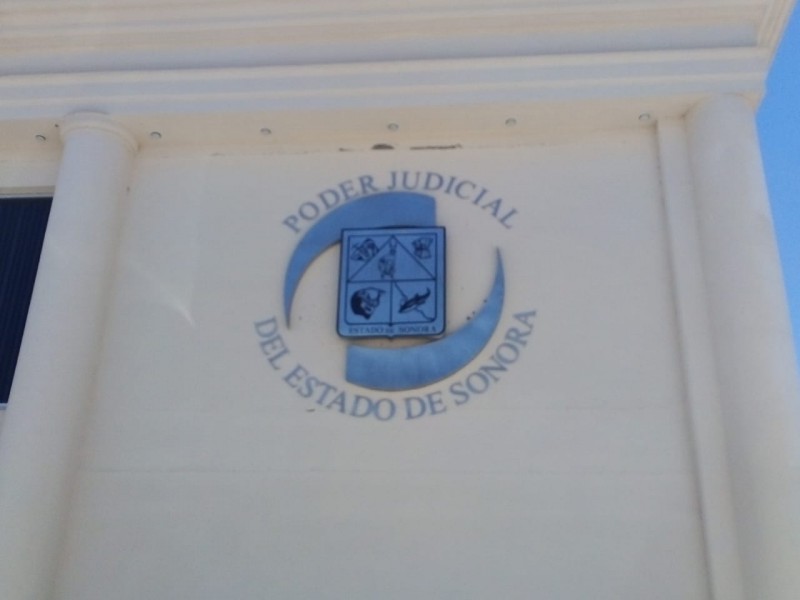 PODER JUDICIAL
ESTADO DE SONORA
DEL ESTADO DE SONORA